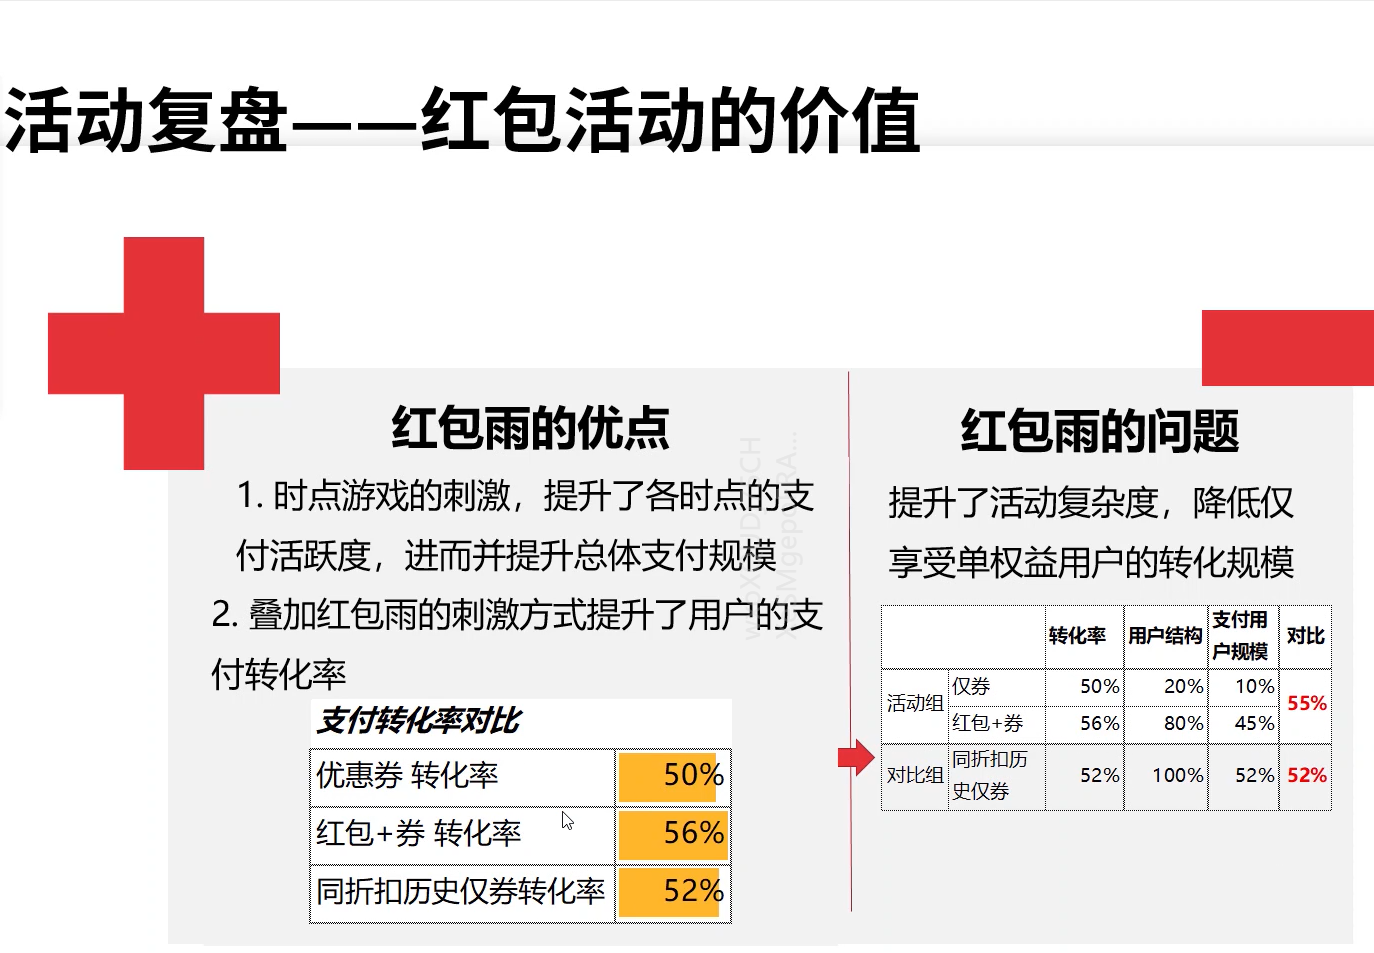 活动复盘——红包活动的价值
红包雨的优点
1. 时点游戏的刺激，提升了各时点的支
付活跃度，进而并提升总体支付规模
2. 叠加红包雨的刺激方式提升了用户的支
付转化率
支付转化率对比
优惠券 转化率 50%
红包+券 转化率 56%
同折扣历史仅券转化率 52%
红包雨的问题
提升了活动复杂度，降低仅
享受单权益用户的转化规模
转化率 用户结构 支付用户规模 对比
活动组 仅券 50% 20% 10% 55%
红包+券 56% 80% 45%
对比组 同折扣历史仅券 52% 100% 52% 52%